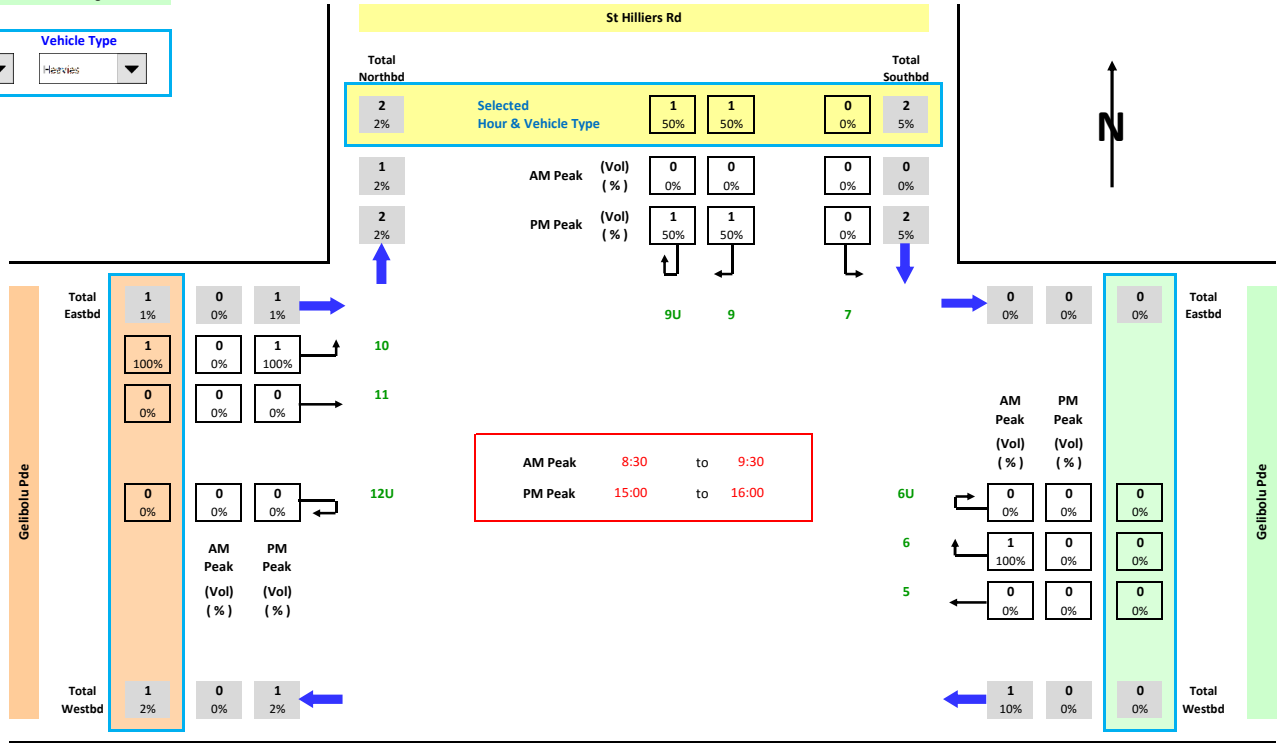 St Hilliers Rd
Vehicle Type
Heavies
Total Northbd
Total Southbd
2 2%
Selected Hour & Vehicle Type
1 50%
1 50%
0 0%
2 5%
N
1 2%
AM Peak
(Vol) ( % )
0 0%
0 0%
0 0%
0 0%
2 2%
PM Peak
(Vol) ( % )
1 50%
1 50%
0 0%
2 5%
9U 9 7
Gelibolu Pde
Total Eastbd
1 1%
0 0%
1 1%
1 100%
0 0%
1 100%
10
0 0%
0 0%
0 0%
11
0 0%
0 0%
0 0%
12U
AM Peak (Vol) ( % )
PM Peak (Vol) ( % )
Total Westbd
1 2%
0 0%
1 2%
AM Peak 8:30 to 9:30
PM Peak 15:00 to 16:00
0 0%
0 0%
0 0%
Total Eastbd
AM Peak (Vol) ( % )
PM Peak (Vol) ( % )
6U
0 0%
0 0%
0 0%
6
1 100%
0 0%
0 0%
5
0 0%
0 0%
0 0%
1 10%
0 0%
0 0%
Total Westbd
Gelibolu Pde